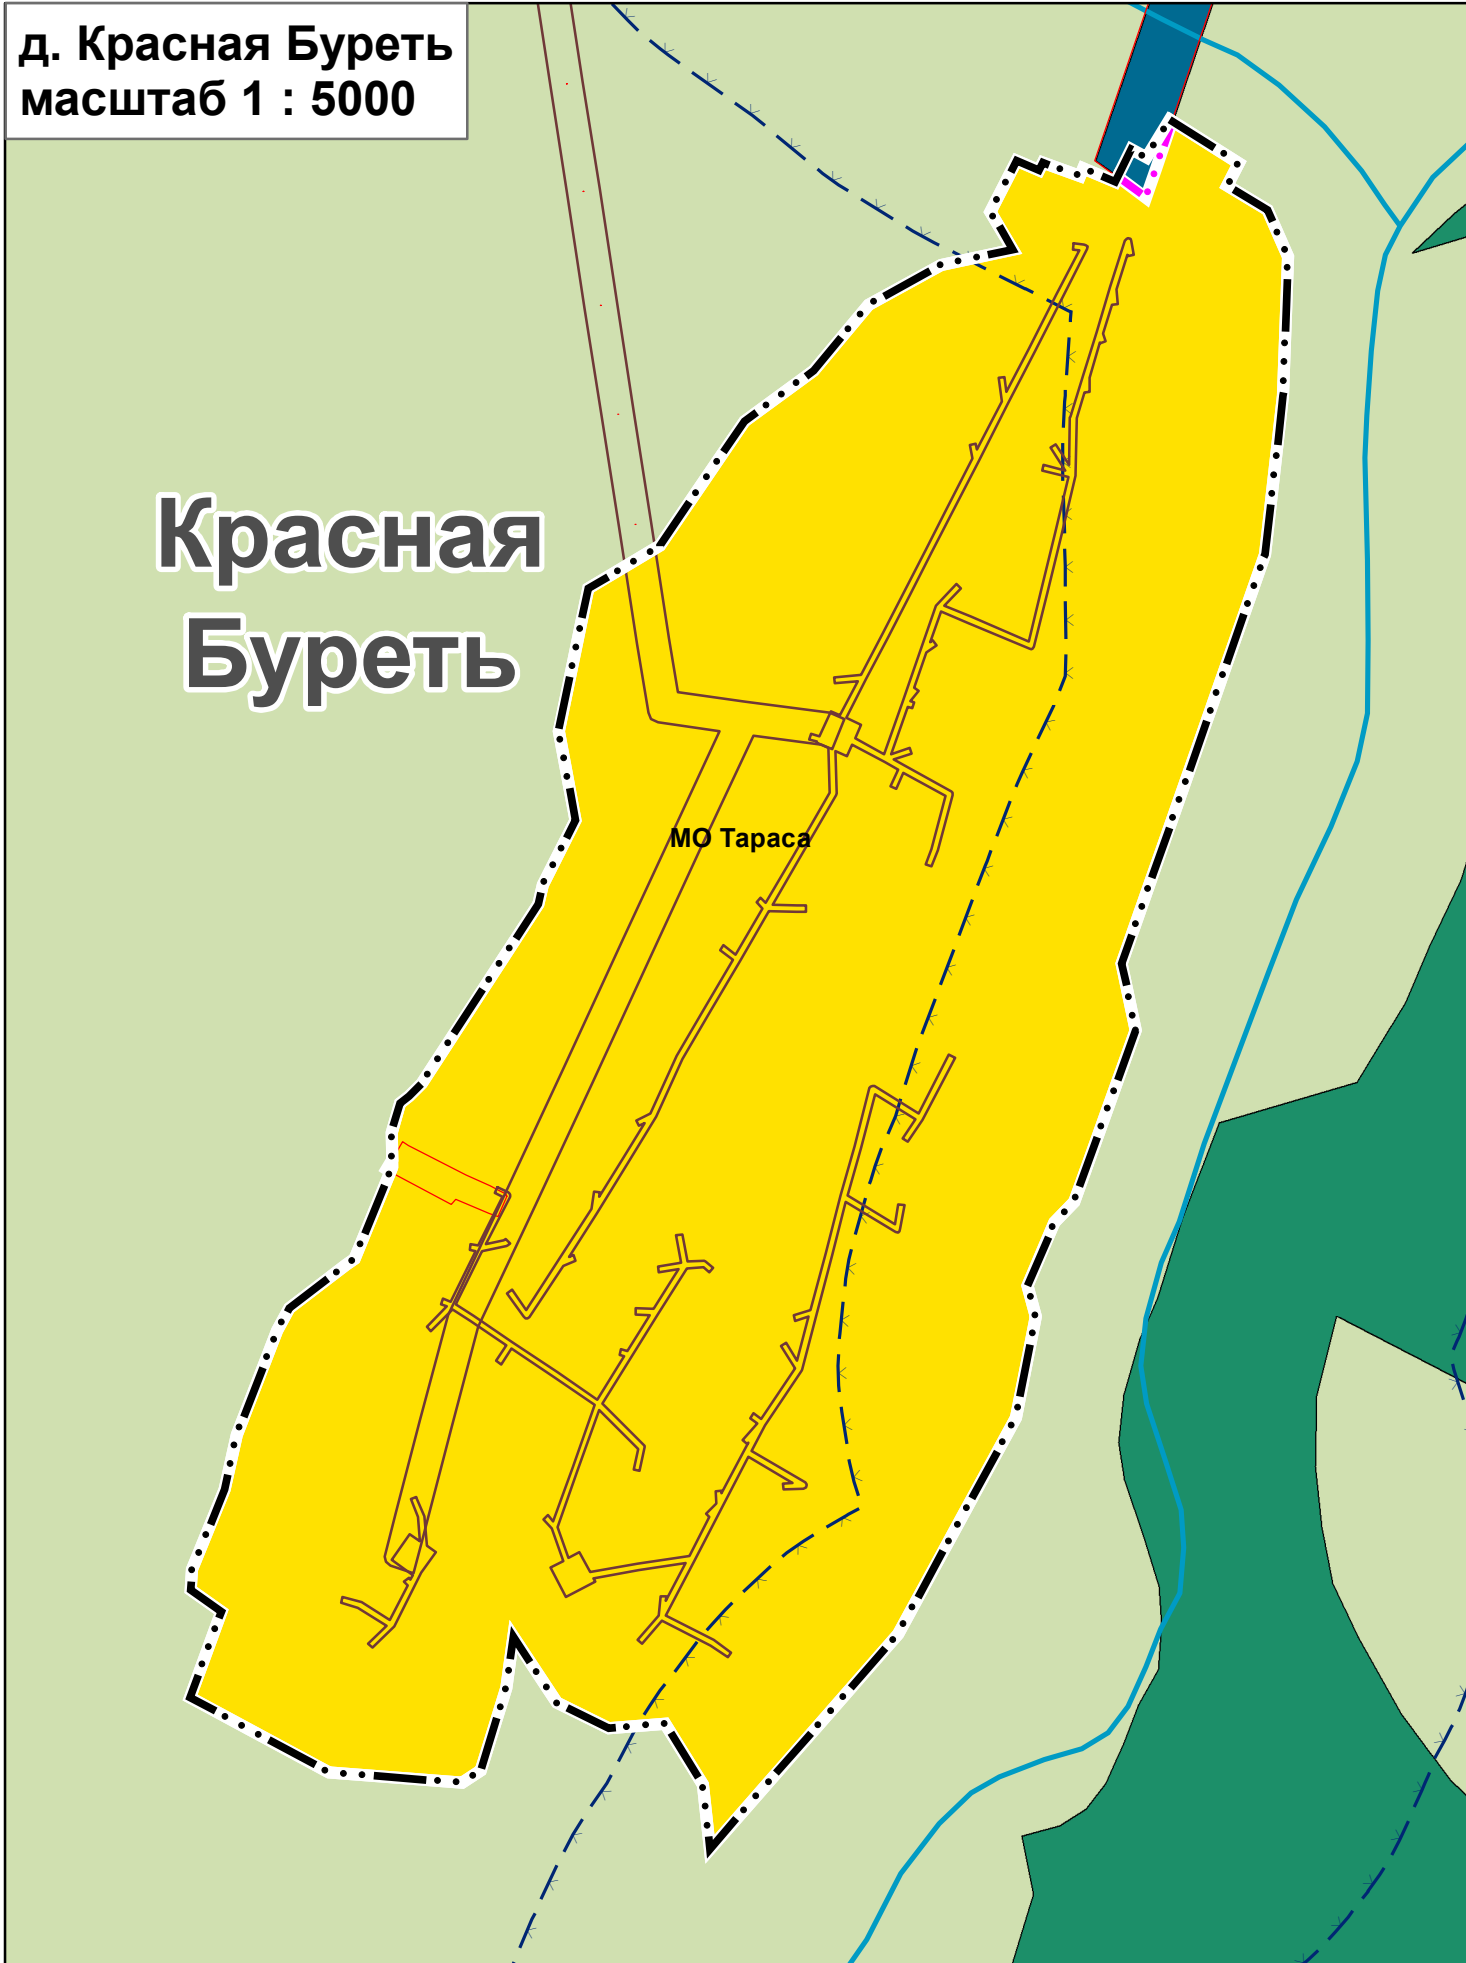 д. Красная Буреть
масштаб 1 : 5000
Красная
Буреть
МО Тараса